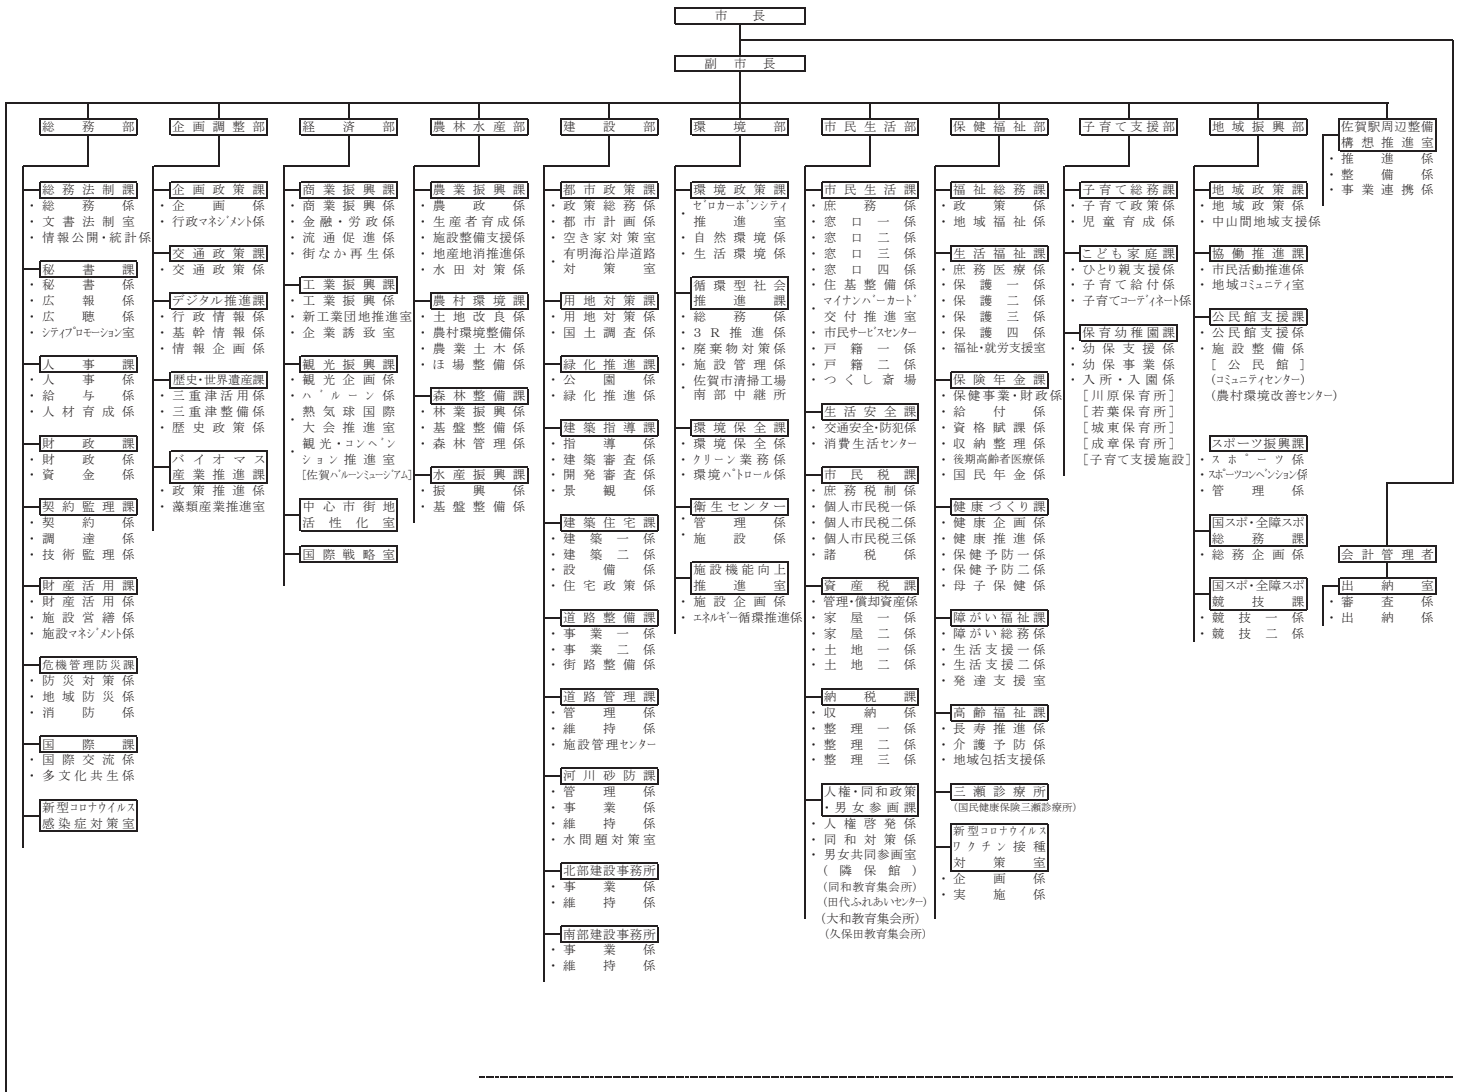 市長
副市長
総務部
総務法制課
・総務係
・文書法制室
・情報公開・統計係
秘書課
・秘書係
・広報係
・広聴係
・シティプロモーション室
人事課
・人事係
・給与係
・人材育成係
財政課
・財政係
・資金係
契約監理課
・契約係
・調達係
・技術監理係
財産活用課
・財産活用係
・施設営繕係
・施設マネジメント係
危機管理防災課
・防災対策係
・地域防災係
・消防係
国際課
・国際交流係
・多文化共生係
新型コロナウイルス
感染症対策室
企画調整部
企画政策課
・企画係
・行政マネジメント係
交通政策課
・交通政策係
デジタル推進課
・行政情報係
・基幹情報係
・情報企画係
歴史・世界遺産課
・三重津活用係
・三重津整備係
・歴史政策係
バイオマス
産業推進課
・政策推進係
・藻類産業推進室
経済部
商業振興課
・商業振興係
・金融・労政係
・流通促進係
・街なか再生係
工業振興課
・工業振興係
・新工業団地推進室
・企業誘致室
観光振興課
・観光企画係
・バルーン係
・熱気球国際
大会推進室
・観光・コンベン
ション推進室
[佐賀バルーンミュージアム]
中心市街地
活性化室
国際戦略室
農林水産部
農業振興課
・農政係
・生産者育成係
・施設整備支援係
・地産地消推進係
・水田対策係
農村環境課
・土地改良係
・農村環境整備係
・農業土木係
・ほ場整備係
森林整備課
・林業振興係
・基盤整備係
・森林管理係
水産振興課
・振興係
・基盤整備係
建設部
都市政策課
・政策総務係
・都市計画係
・空き家対策室
・有明海沿岸道路
対策室
用地対策課
・用地対策係
・国土調査係
緑化推進課
・公園係
・緑化推進係
建築指導課
・指導係
・建築審査係
・開発審査係
・景観係
建築住宅課
・建築一係
・建築二係
・設備係
・住宅政策係
道路整備課
・事業一係
・事業二係
・街路整備係
道路管理課
・管理係
・維持係
・施設管理センター
河川砂防課
・管理係
・事業係
・維持係
・水問題対策室
北部建設事務所
・事業係
・維持係
南部建設事務所
・事業係
・維持係
環境部
環境政策課
・ゼロカーボンシティ
推進室
・自然環境係
・生活環境係
循環型社会
推進課
・総務係
・3R推進係
・廃棄物対策係
・施設管理係
佐賀市清掃工場
南部中継所
環境保全課
・環境保全係
・クリーン業務係
・環境パトロール係
衛生センター
・管理係
・施設係
施設機能向上
推進室
・施設企画係
・エネルギー循環推進係
市民生活部
市民生活課
・庶務係
・窓口一係
・窓口二係
・窓口三係
・窓口四係
・住基整備係
・マイナンバーカード
交付推進室
・市民サービスセンター
・戸籍一係
・戸籍二係
・つくし斎場
生活安全課
・交通安全・防犯係
・消費生活センター
市民税課
・庶務税制係
・個人市民税一係
・個人市民税二係
・個人市民税三係
・諸税係
資産税課
・管理・償却資産係
・家屋一係
・家屋二係
・土地一係
・土地二係
納税課
・収納係
・整理一係
・整理二係
・整理三係
人権・同和政策
・男女参画課
・人権啓発係
・同和対策係
・男女共同参画室
(隣保館)
(同和教育集会所)
(田代ふれあいセンター)
(大和教育集会所)
(久保田教育集会所)
保健福祉部
福祉総務課
・政策係
・地域福祉係
生活福祉課
・庶務医療係
・保護一係
・保護二係
・保護三係
・保護四係
・福祉・就労支援室
保険年金課
・保健事業・財政係
・給付係
・資格賦課係
・収納整理係
・後期高齢者医療係
・国民年金係
健康づくり課
・健康企画係
・健康推進係
・保健予防一係
・保健予防二係
・母子保健係
障がい福祉課
・障がい総務係
・生活支援一係
・生活支援二係
・発達支援室
高齢福祉課
・長寿推進係
・介護予防係
・地域包括支援係
三瀬診療所
(国民健康保険三瀬診療所)
新型コロナウイルス
ワクチン接種
対策室
・企画係
・実施係
子育て支援部
子育て総務課
・子育て政策係
・児童育成係
こども家庭課
・ひとり親支援係
・子育て給付係
・子育てコーディネート係
保育幼稚園課
・幼保支援係
・幼保事業係
・入所・入園係
[川原保育所]
[若葉保育所]
[城東保育所]
[成章保育所]
[子育て支援施設]
地域振興部
地域政策課
・地域政策係
・中山間地域支援係
協働推進課
・市民活動推進係
・地域コミュニティ室
公民館支援課
・公民館支援係
・施設整備係
[公民館]
(コミュニティセンター)
(農村環境改善センター)
スポーツ振興課
・スポーツ係
・スポーツコンベンション係
・管理係
国スポ・全障スポ
総務課
・総務企画係
国スポ・全障スポ
競技課
・競技一係
・競技二係
佐賀駅周辺整備
構想推進室
・推進係
・整備係
・事業連携係
会計管理者
出納室
・審査係
・出納係